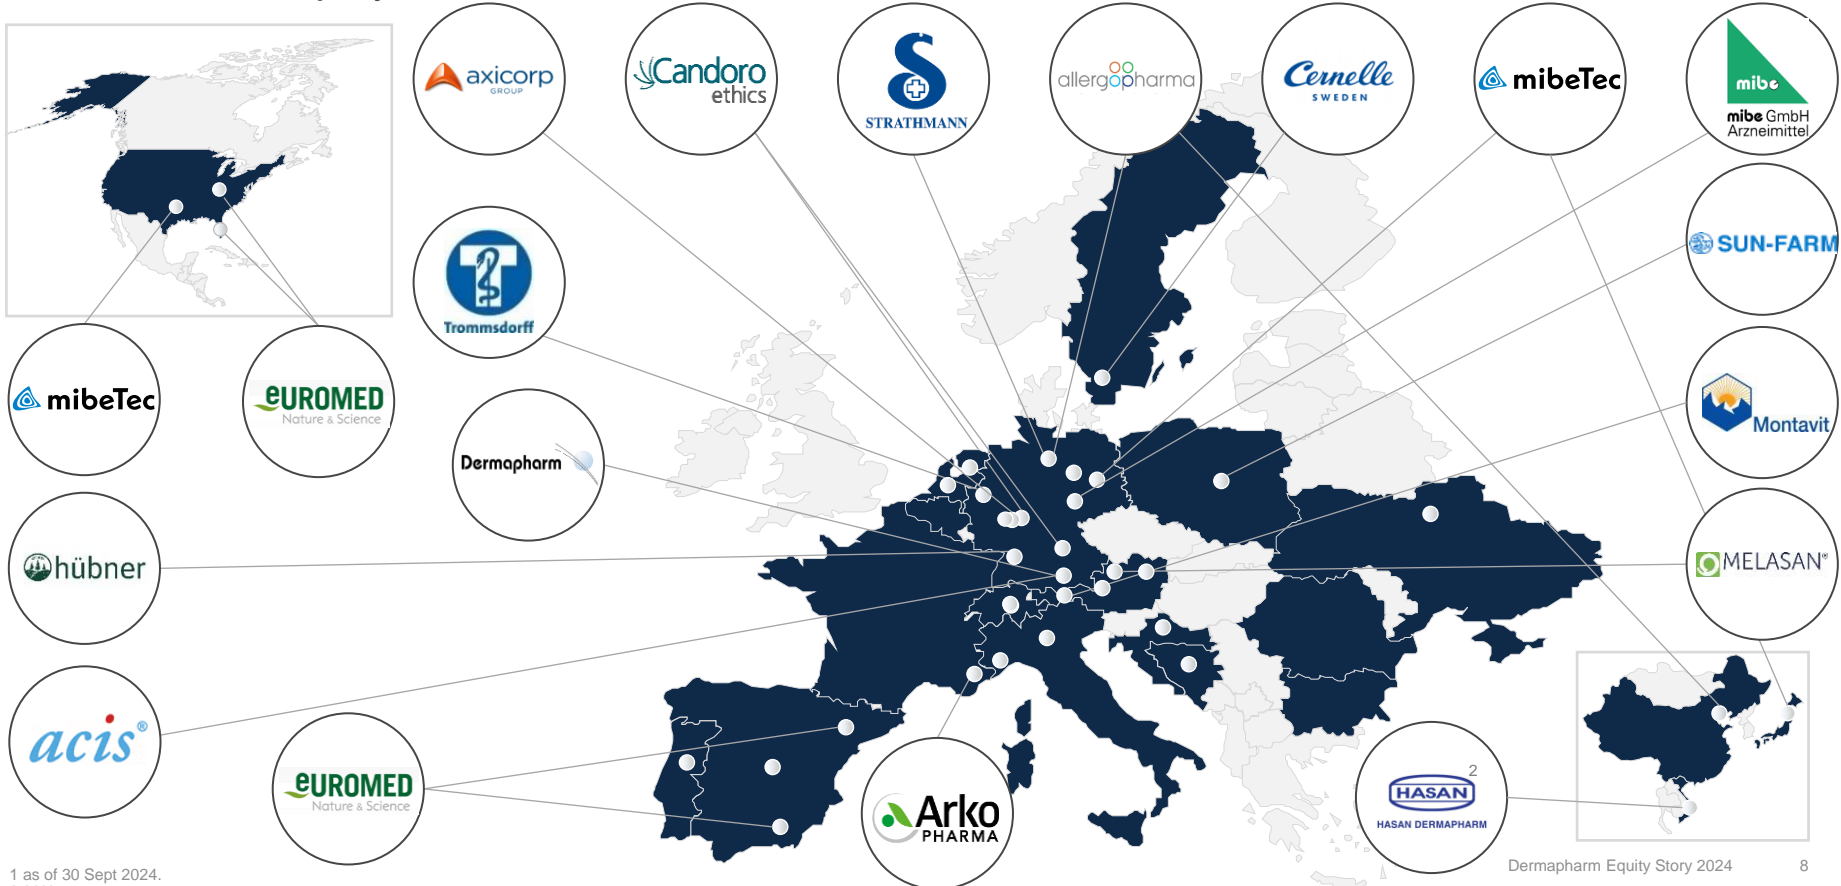 axicorp
GROUP
Candoro
ethics
S
STRATHMANN
allergopharma
Cernelle
SWEDEN
mibeTec
mibe
mibe GmbH
Arzneimittel
T
Trommsdorff
SUN-FARM
mibeTec
euROMED
Nature & Science
Dermapharm
Montavit
hübner
MELASAN®
acis®
euROMED
Nature & Science
Arko
PHARMA
2
HASAN
HASAN DERMAPHARM
1 as of 30 Sept 2024.
Dermapharm Equity Story 2024
8